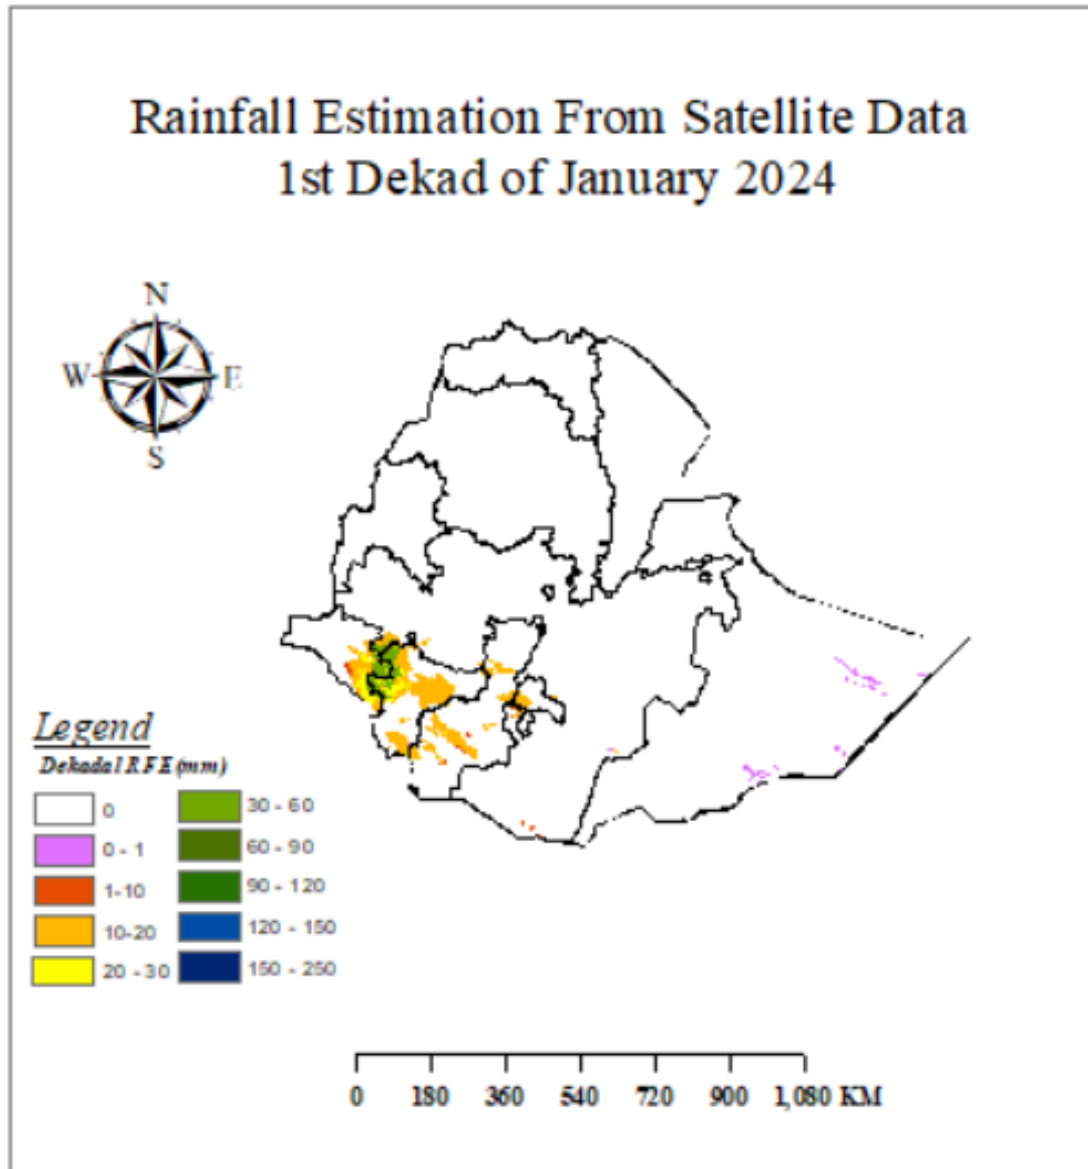 Rainfall Estimation From Satellite Data
1st Dekad of January 2024
N
W E
S
Legend
Dekadal RFE (mm)
0
0 - 1
1-10
10-20
20 - 30
30 - 60
60 - 90
90 - 120
120 - 150
150 - 250
0 180 360 540 720 900 1,080 KM